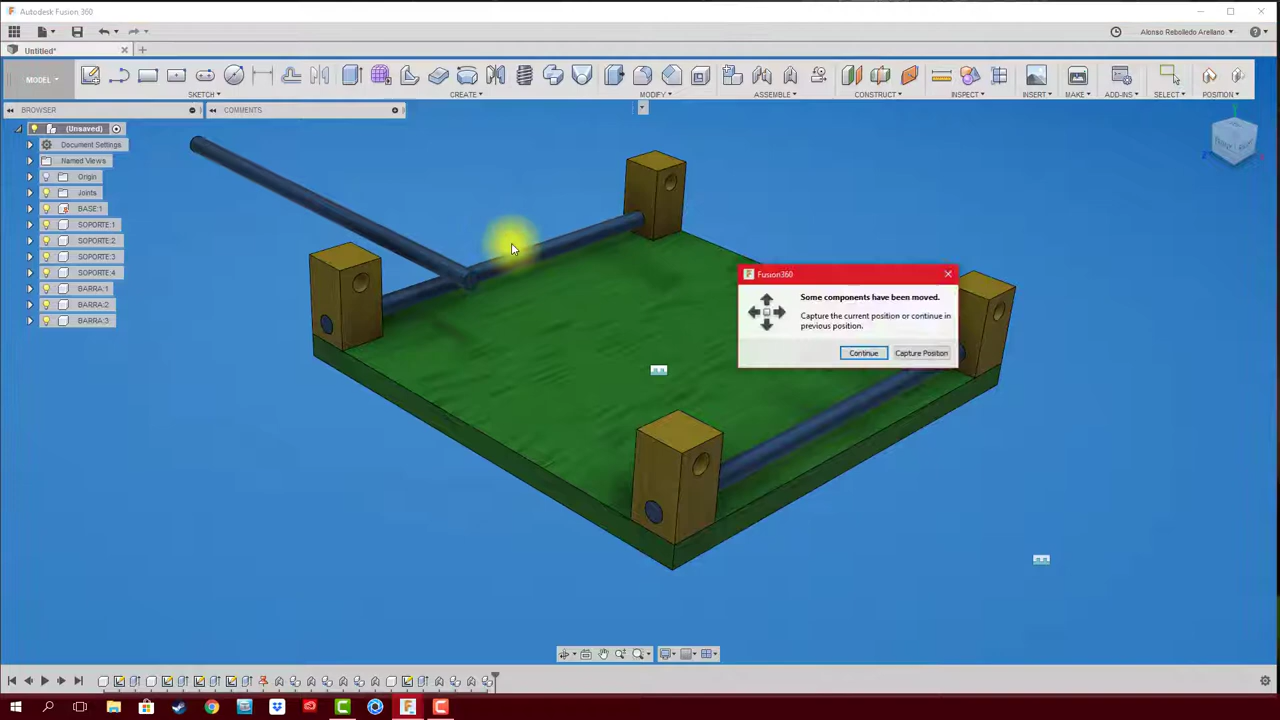 Autodesk Fusion 360
Alonso Rebolledo Arellano
Untitled*
MODEL
SKETCH
CREATE
MODIFY
ASSEMBLE
CONSTRUCT
INSPECT
INSERT
MAKE
ADD-INS
SELECT
POSITION
BROWSER
COMMENTS
(Unsaved)
Document Settings
Named Views
Origin
Joints
BASE:1
SOPORTE:1
SOPORTE:2
SOPORTE:3
SOPORTE:4
BARRA:1
BARRA:2
BARRA:3
Fusion360
Some components have been moved.
Capture the current position or continue in
previous position.
Continue
Capture Position